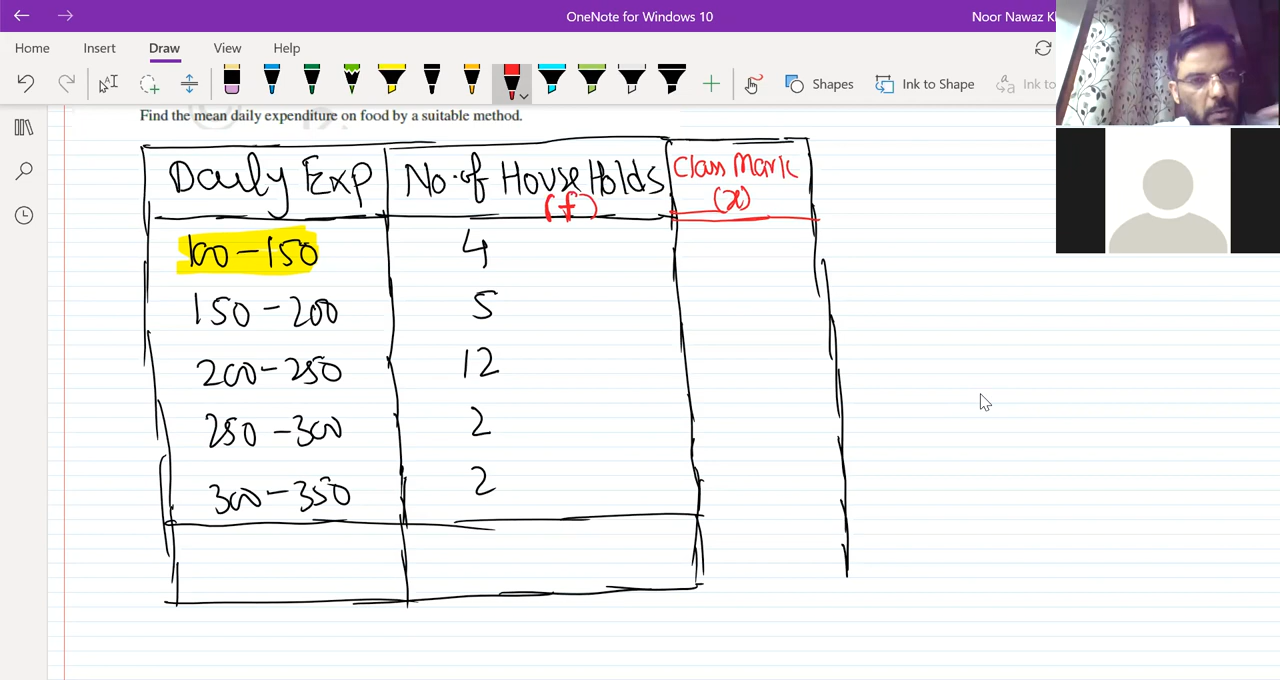 OneNote for Windows 10
Noor Nawaz K
Home Insert Draw View Help
Shapes Ink to Shape Ink to
Find the mean daily expenditure on food by a suitable method.
Daily Exp No. of HouseHolds (f) Class Mark (x)
100-150 4
150-200 5
200-250 12
250-300 2
300-350 2